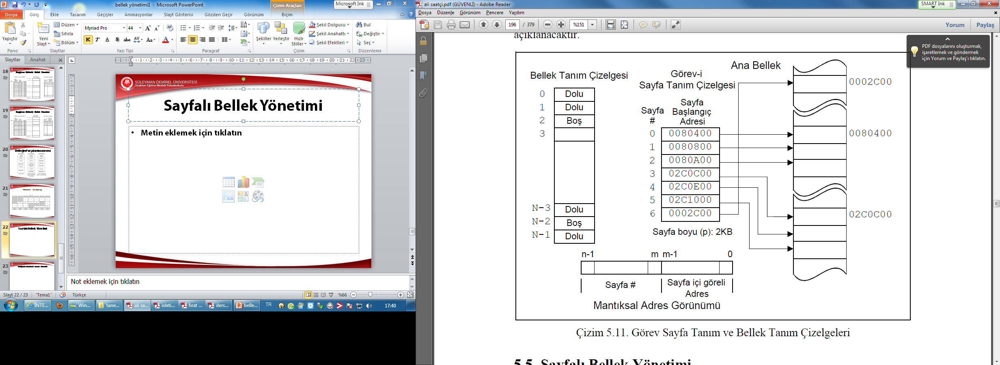 bellek yönetimi1 - Microsoft PowerPoint
Çizim Araçları
Microsoft Ink
Dosya
Giriş
Ekle
Tasarım
Geçişler
Animasyonlar
Slayt Gösterisi
Gözden Geçir
Görünüm
Biçim
Yapıştır
Pano
Yeni Slayt
Düzen
Sıfırla
Bölüm
Slaytlar
Myriad Pro
44
K T A S abc AV Aa A
Yazı Tipi
Paragraf
Şekiller
Yerleştir
Hızlı Stiller
Şekil Dolgusu
Şekil Anahattı
Şekil Efektleri
Çizim
Bul
Değiştir
Seç
Düzenleme
Slaytlar
Anahat
18
19
20
21
Takaslama (Swapping)
22
Sayfalı Bellek Yönetimi
23
SÜLEYMAN DEMİREL ÜNİVERSİTESİ
Uzaktan Eğitim Meslek Yüksekokulu
Sayfalı Bellek Yönetimi
• Metin eklemek için tıklatın
Not eklemek için tıklatın
Slayt 22 / 23
"Tema1"
Türkçe
%66
İNTE...
Win...
tane...
ali sa...
isleti...
fırat ...
ders...
belle...
TR
17:40
ali saatçi.pdf (GÜVENLİ) - Adobe Reader
SMART Ink
Dosya Düzenle Görünüm Pencere Yardım
196 / 379
%151
Yorum
Paylaş
PDF dosyalarını oluşturmak,
işaretlemek ve göndermek
için Yorum ve Paylaş'ı tıklatın.
açıklanacaktır.
Bellek Tanım Çizelgesi
0 Dolu
1 Dolu
2 Boş
3
N-3 Dolu
N-2 Boş
N-1 Dolu
Görev-i
Sayfa Tanım Çizelgesi
Sayfa
#
Sayfa
Başlangıç
Adresi
0 0080400
1 0080800
2 0080A00
3 02C0C00
4 02C0E00
5 02C1000
6 0002C00
Sayfa boyu (p): 2KB
Ana Bellek
0002C00
0080400
02C0C00
n-1 m m-1 0
Sayfa #
Sayfa içi göreli
Adres
Mantıksal Adres Görünümü
Çizim 5.11. Görev Sayfa Tanım ve Bellek Tanım Çizelgeleri
5.5. Sayfalı Bellek Yönetimi